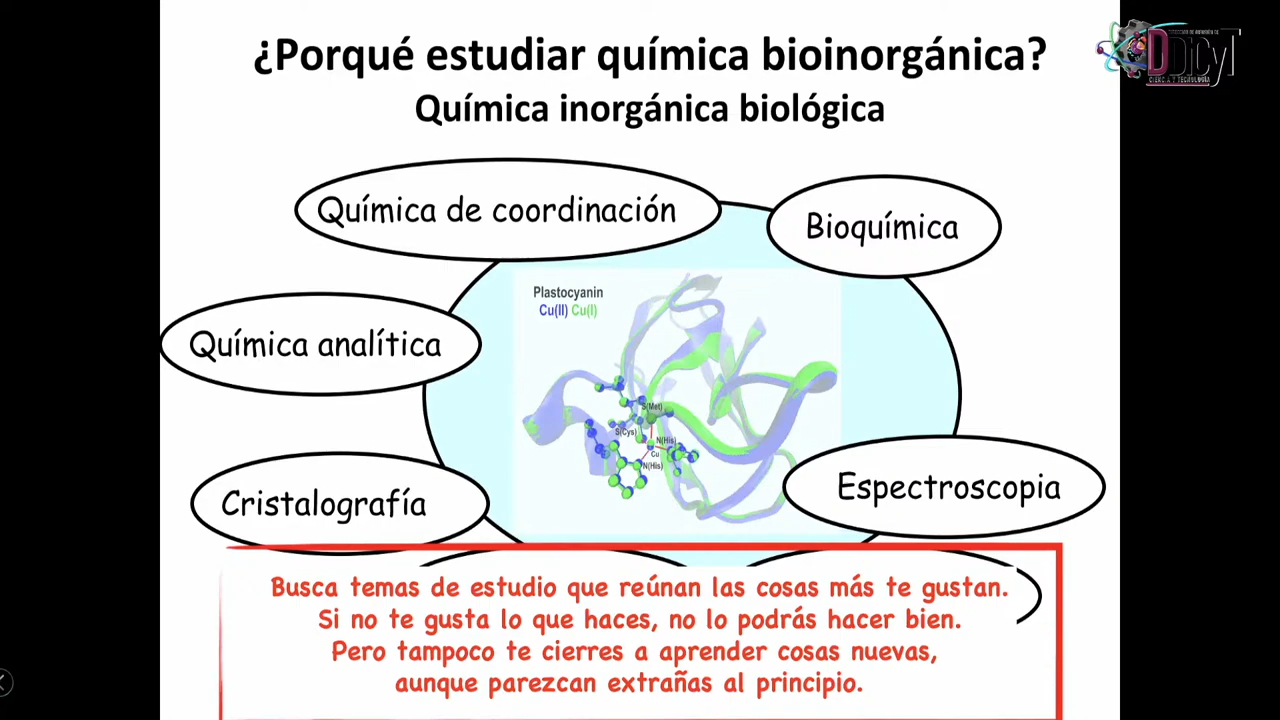 ¿Porqué estudiar química bioinorgánica?
Química inorgánica biológica
DDICyT
CIENCIA Y TECNOLOGÍA
Química de coordinación
Bioquímica
Plastocyanin
Cu(II) Cu(I)
Química analítica
S(Met)
S(Cys)
N(His)
Cu
N(His)
Espectroscopia
Cristalografía
Busca temas de estudio que reúnan las cosas más te gustan.
Si no te gusta lo que haces, no lo podrás hacer bien.
Pero tampoco te cierres a aprender cosas nuevas,
aunque parezcan extrañas al principio.